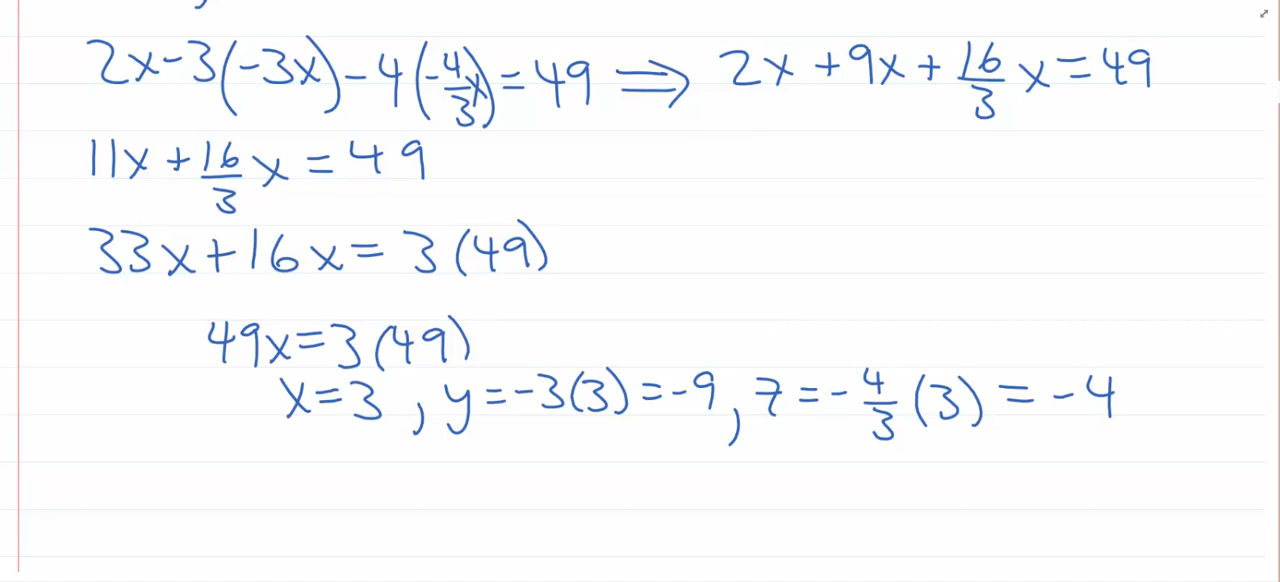 2x-3(-3x)-4(-4/3x)=49 ⟹ 2x+9x+16/3x=49
11x+16/3x=49
33x+16x=3(49)
49x=3(49)
x=3, y=-3(3)=-9, 7=-4/3(3)=-4